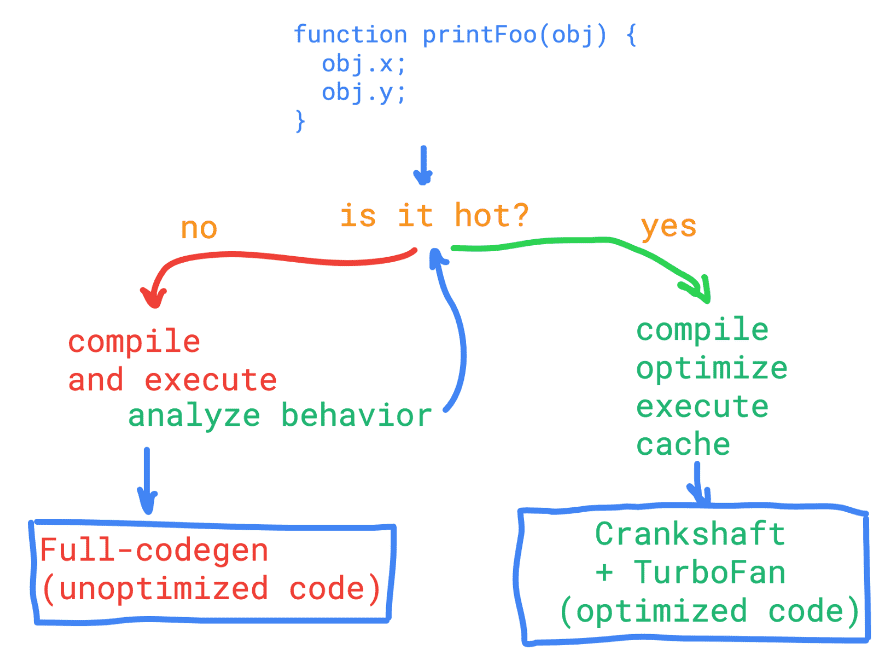 function printFoo(obj) {
  obj.x;
  obj.y;
}
is it hot?
no
yes
compile
and execute
analyze behavior
compile
optimize
execute
cache
Full-codegen
(unoptimized code)
Crankshaft
+ TurboFan
(optimized code)